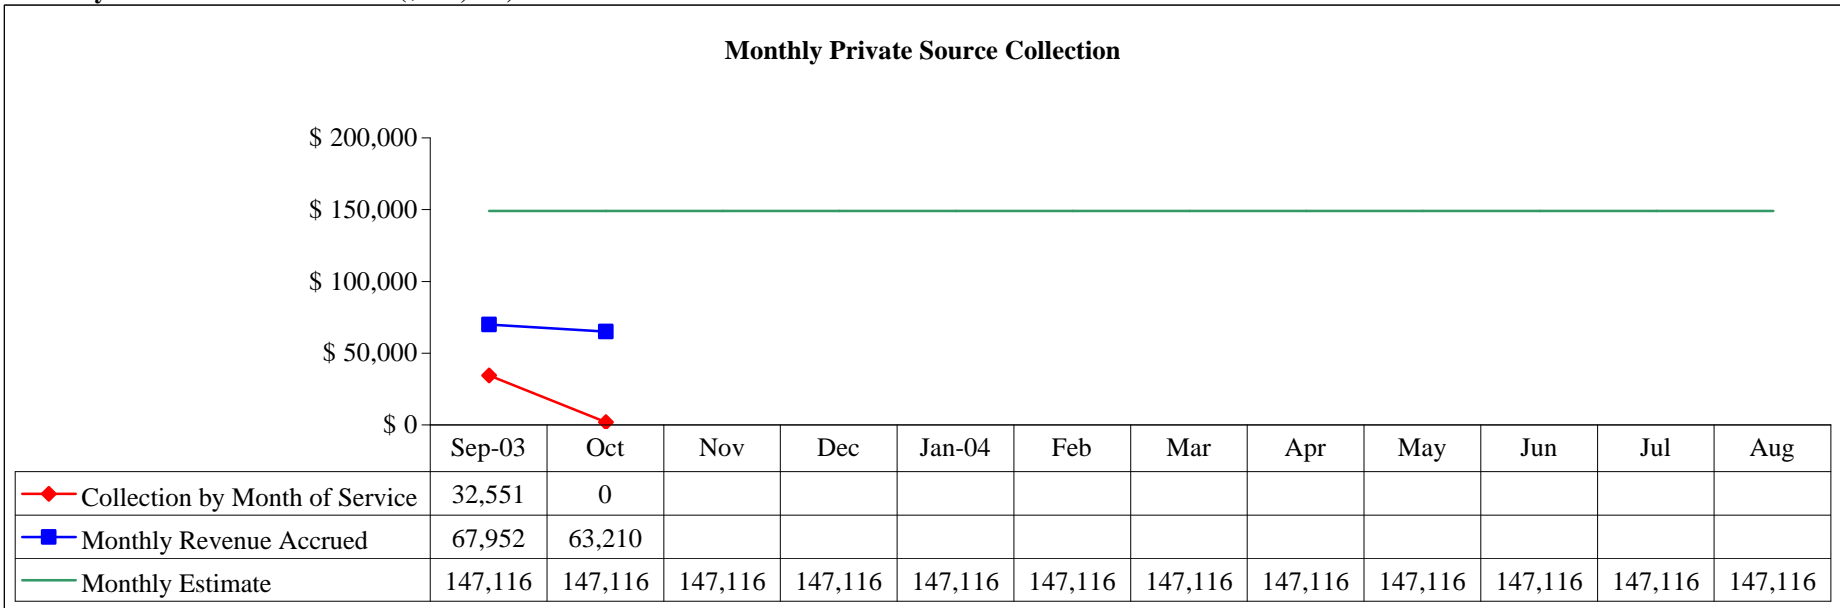 Monthly Private Source Collection
$ 200,000
$ 150,000
$ 100,000
$ 50,000
$ 0
Sep-03 Oct Nov Dec Jan-04 Feb Mar Apr May Jun Jul Aug
Collection by Month of Service 32,551 0
Monthly Revenue Accrued 67,952 63,210
Monthly Estimate 147,116 147,116 147,116 147,116 147,116 147,116 147,116 147,116 147,116 147,116 147,116 147,116